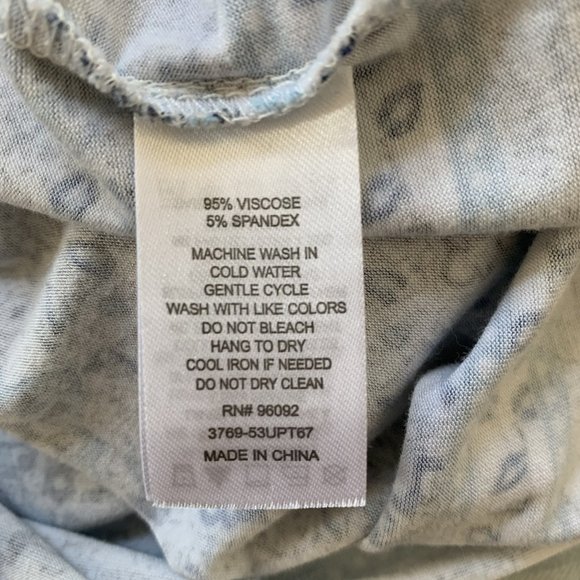 95% VISCOSE
5% SPANDEX
MACHINE WASH IN
COLD WATER
GENTLE CYCLE
WASH WITH LIKE COLORS
DO NOT BLEACH
HANG TO DRY
COOL IRON IF NEEDED
DO NOT DRY CLEAN
RN# 96092
3769-53UPT67
MADE IN CHINA